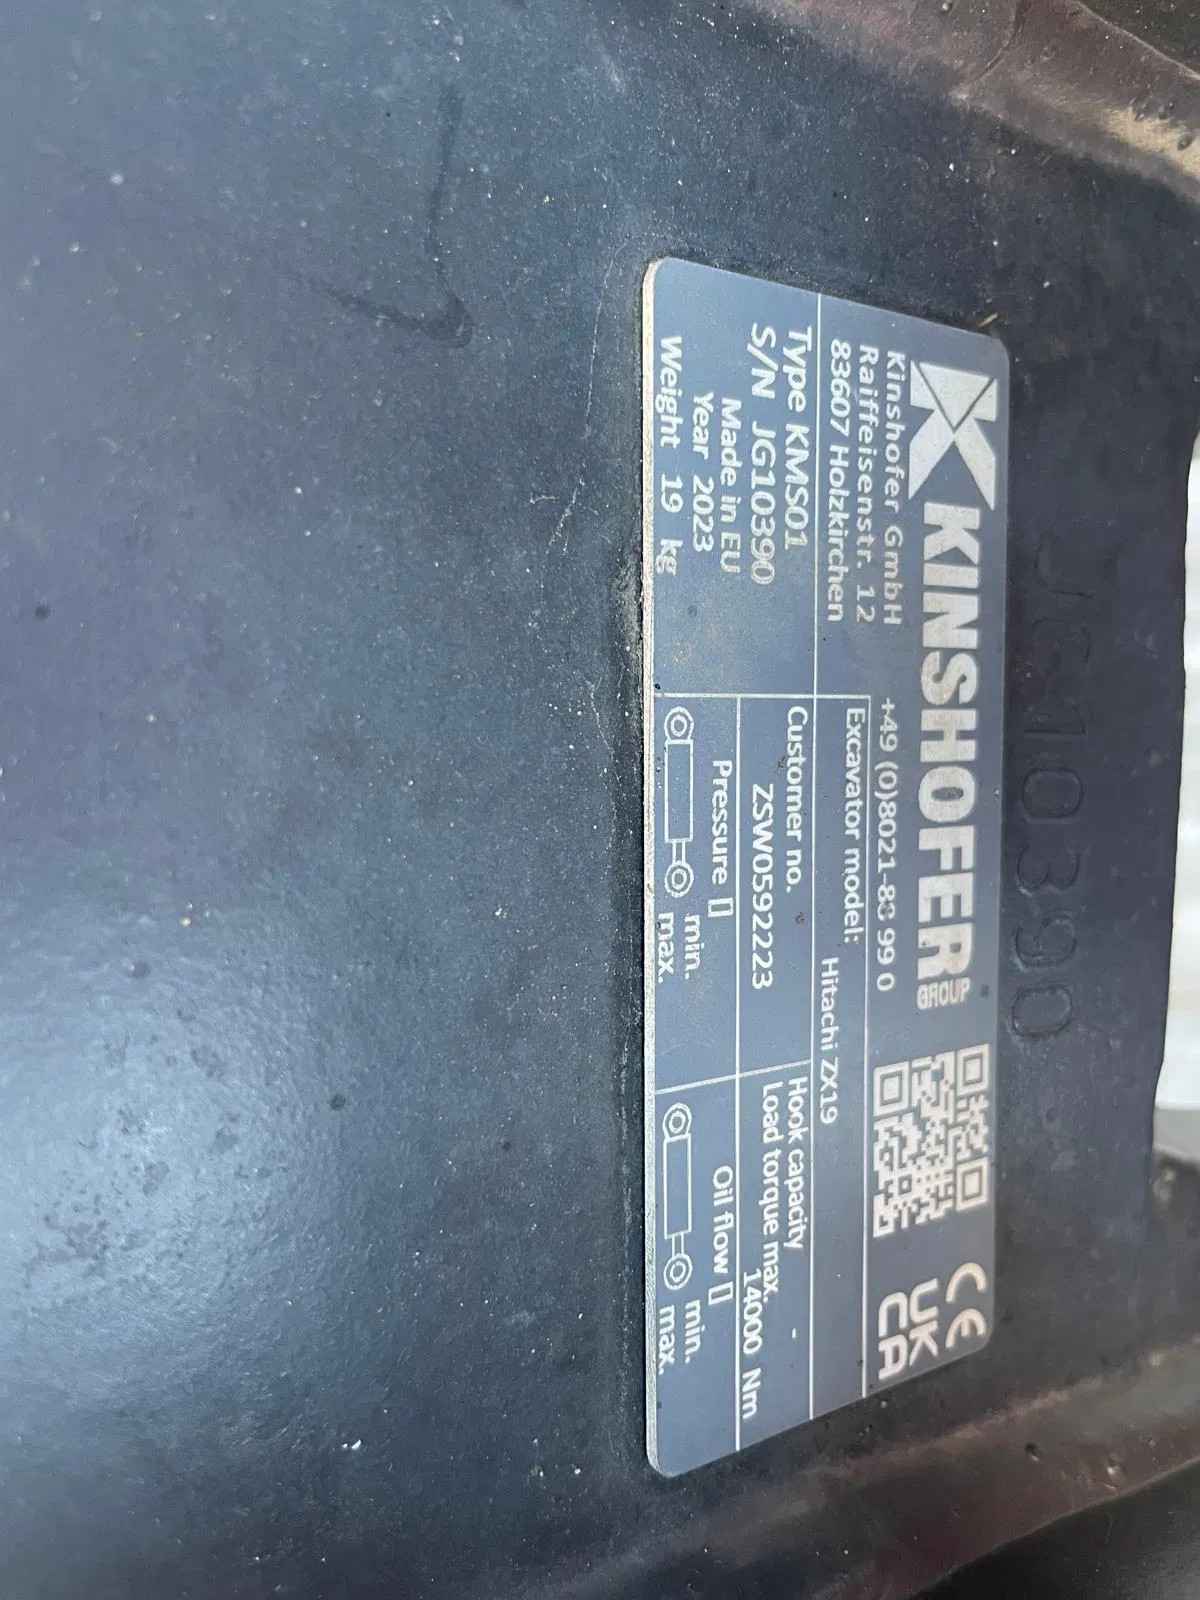 JG10390
KINSHOFER
GROUP
CE
UK
CA
Kinshofer GmbH
Raiffeisenstr. 12
83607 Holzkirchen
+49 (0)8021-88 99 0
Excavator model:
Hitachi ZX19
Type KMS01
S/N JG10390
Made in EU
Year 2023
Weight 19 kg
Customer no.
ZSW0592223
Hook capacity -
Load torque max.
14000 Nm
Pressure []
min.
max.
Oil flow []
min.
max.